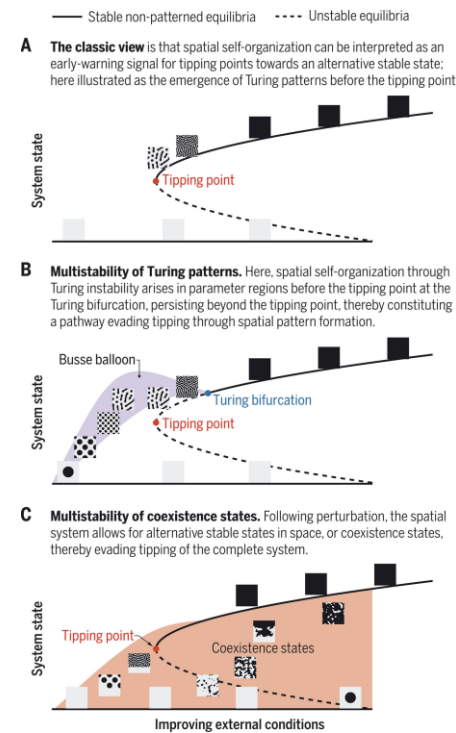 Stable non-patterned equilibria
Unstable equilibria
A The classic view is that spatial self-organization can be interpreted as an
early-warning signal for tipping points towards an alternative stable state;
here illustrated as the emergence of Turing patterns before the tipping point
System state
Tipping point
B Multistability of Turing patterns. Here, spatial self-organization through
Turing instability arises in parameter regions before the tipping point at the
Turing bifurcation, persisting beyond the tipping point, thereby constituting
a pathway evading tipping through spatial pattern formation.
System state
Busse balloon
Turing bifurcation
Tipping point
C Multistability of coexistence states. Following perturbation, the spatial
system allows for alternative stable states in space, or coexistence states,
thereby evading tipping of the complete system.
System state
Tipping point
Coexistence states
Improving external conditions